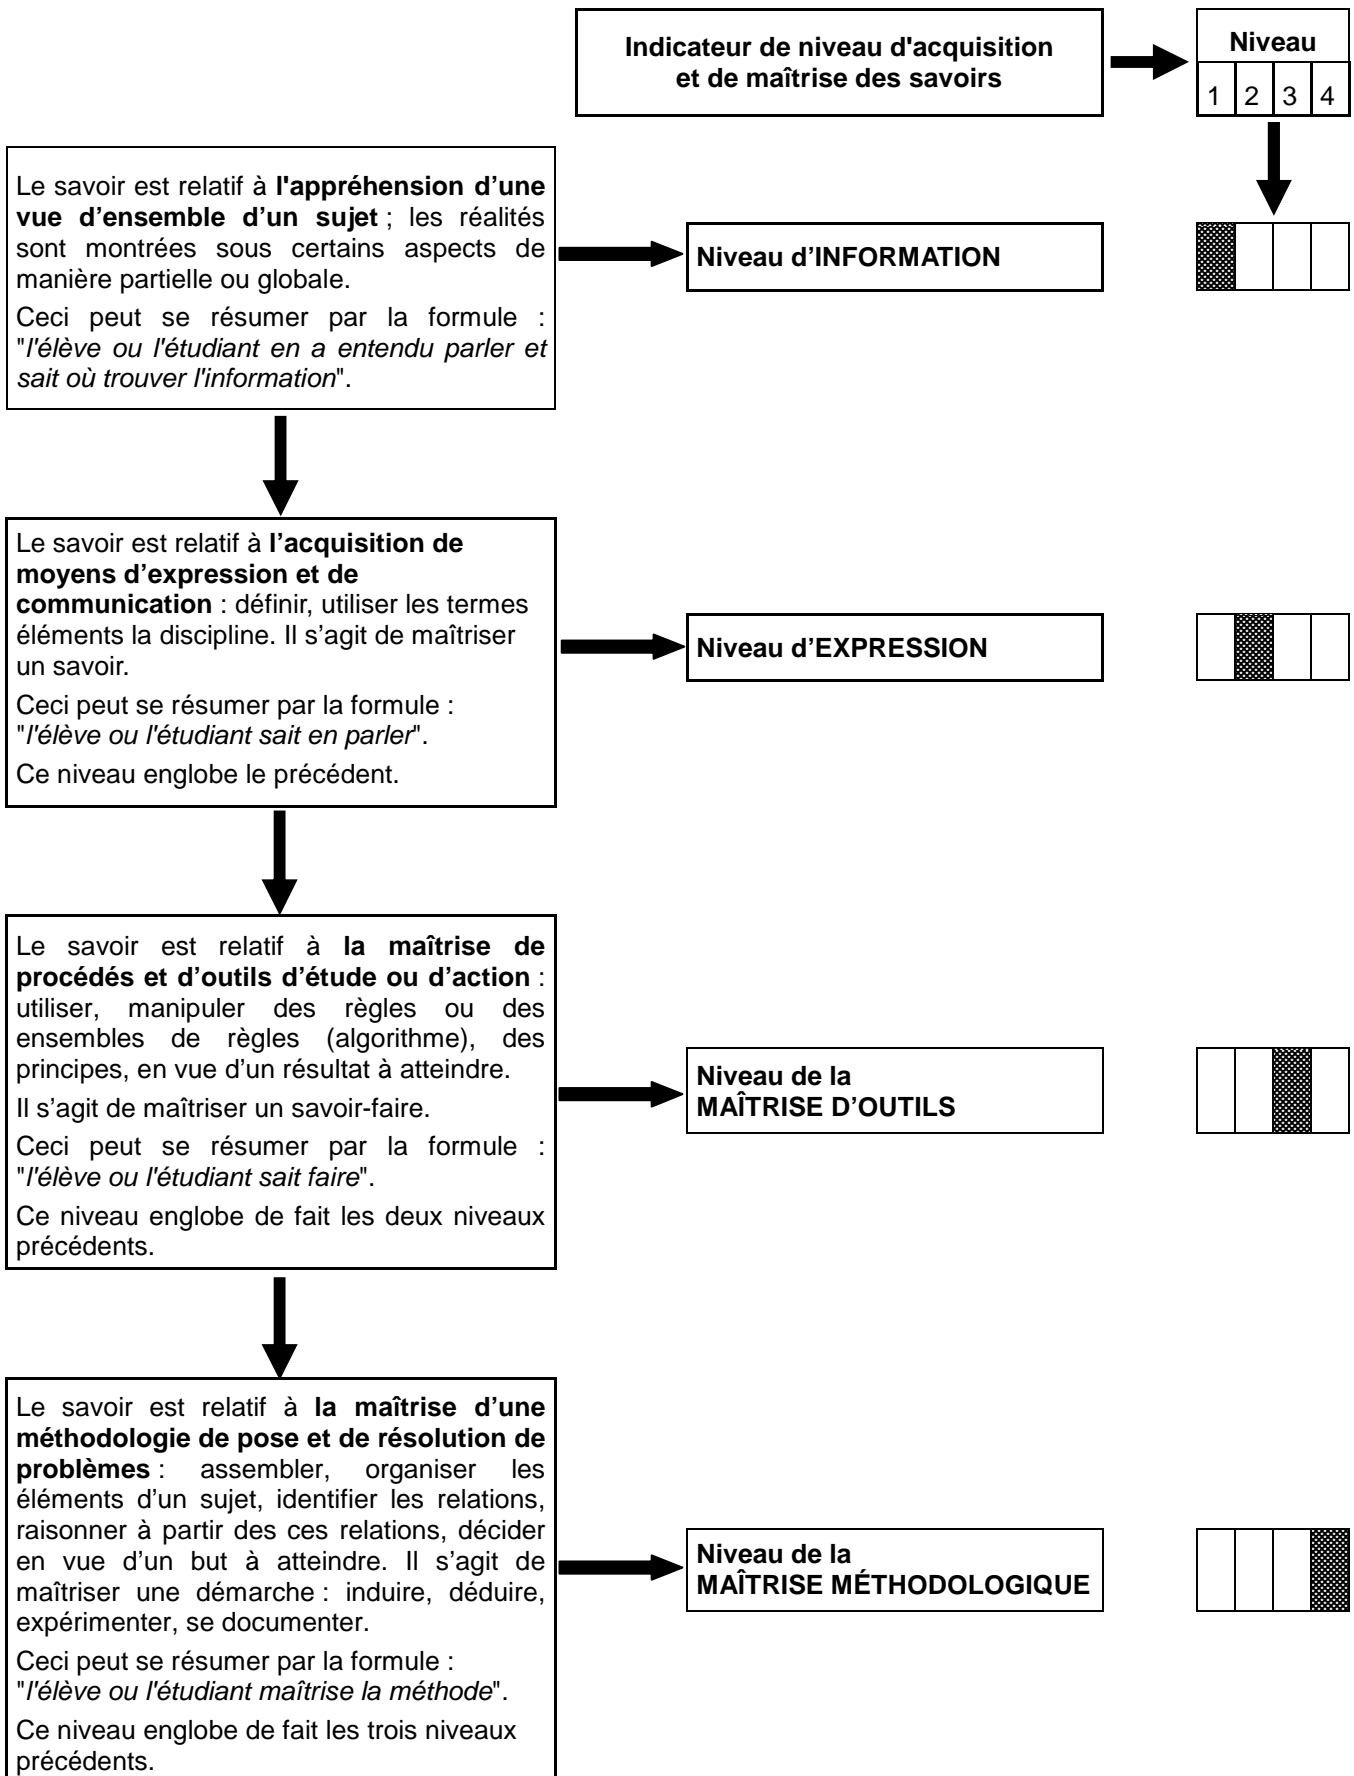 Indicateur de niveau d'acquisition
et de maîtrise des savoirs
Niveau
1 2 3 4
Le savoir est relatif à l'appréhension d’une
vue d’ensemble d’un sujet ; les réalités
sont montrées sous certains aspects de
manière partielle ou globale.
Ceci peut se résumer par la formule :
"l'élève ou l'étudiant en a entendu parler et
sait où trouver l'information".
Niveau d’INFORMATION
Le savoir est relatif à l’acquisition de
moyens d’expression et de
communication : définir, utiliser les termes
éléments la discipline. Il s’agit de maîtriser
un savoir.
Ceci peut se résumer par la formule :
"l'élève ou l'étudiant sait en parler".
Ce niveau englobe le précédent.
Niveau d’EXPRESSION
Le savoir est relatif à la maîtrise de
procédés et d’outils d’étude ou d’action :
utiliser, manipuler des règles ou des
ensembles de règles (algorithme), des
principes, en vue d’un résultat à atteindre.
Il s’agit de maîtriser un savoir-faire.
Ceci peut se résumer par la formule :
"l'élève ou l'étudiant sait faire".
Ce niveau englobe de fait les deux niveaux
précédents.
Niveau de la
MAÎTRISE D’OUTILS
Le savoir est relatif à la maîtrise d’une
méthodologie de pose et de résolution de
problèmes : assembler, organiser les
éléments d’un sujet, identifier les relations,
raisonner à partir des ces relations, décider
en vue d’un but à atteindre. Il s’agit de
maîtriser une démarche : induire, déduire,
expérimenter, se documenter.
Ceci peut se résumer par la formule :
"l'élève ou l'étudiant maîtrise la méthode".
Ce niveau englobe de fait les trois niveaux
précédents.
Niveau de la
MAÎTRISE MÉTHODOLOGIQUE